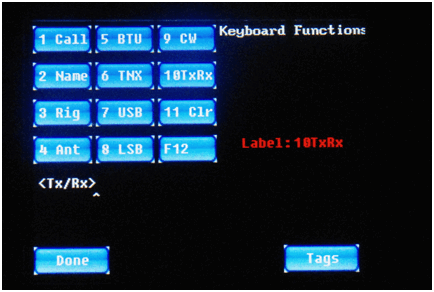 1 Call 5 BTU 9 CW Keyboard Functions
2 Name 6 TNX 10TxRx
3 Rig 7 USB 11 Clr
Label:10TxRx
4 Ant 8 LSB F12
<Tx/Rx>
^
Done Tags